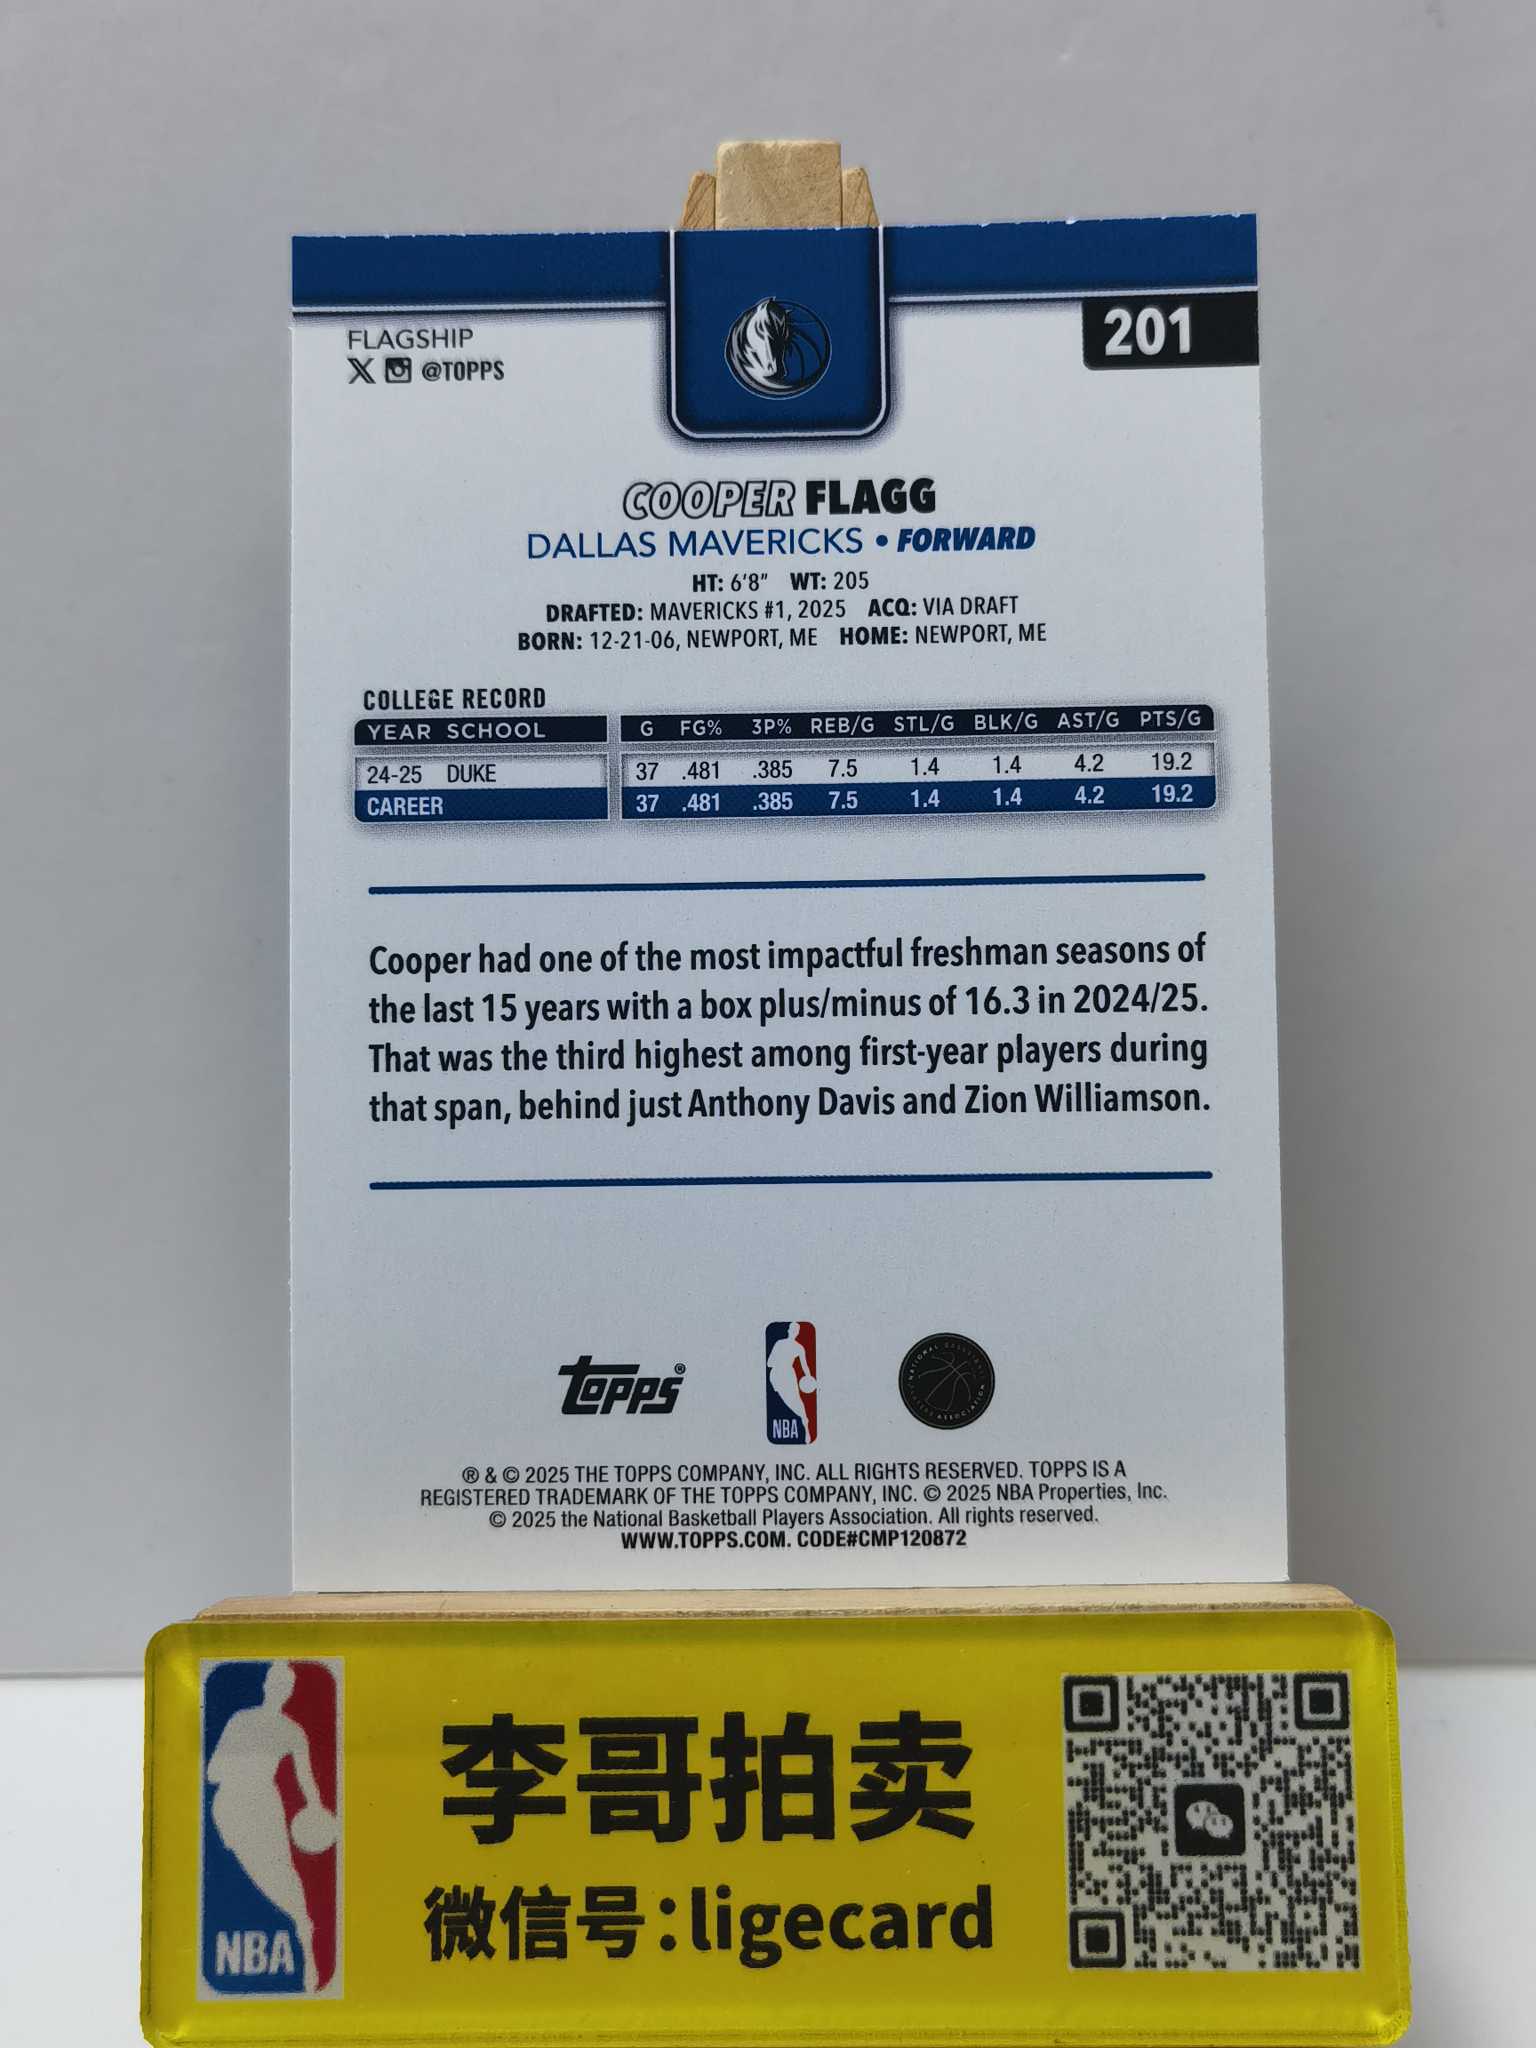 201
FLAGSHIP
X @TOPPS
COOPER FLAGG
DALLAS MAVERICKS • FORWARD
HT: 6'8" WT: 205
DRAFTED: MAVERICKS #1, 2025 ACQ: VIA DRAFT
BORN: 12-21-06, NEWPORT, ME HOME: NEWPORT, ME
COLLEGE RECORD
YEAR SCHOOL G FG% 3P% REB/G STL/G BLK/G AST/G PTS/G
24-25 DUKE 37 .481 .385 7.5 1.4 1.4 4.2 19.2
CAREER 37 .481 .385 7.5 1.4 1.4 4.2 19.2
Cooper had one of the most impactful freshman seasons of
the last 15 years with a box plus/minus of 16.3 in 2024/25.
That was the third highest among first-year players during
that span, behind just Anthony Davis and Zion Williamson.
topps®
NBA
® & © 2025 THE TOPPS COMPANY, INC. ALL RIGHTS RESERVED. TOPPS IS A
REGISTERED TRADEMARK OF THE TOPPS COMPANY, INC. © 2025 NBA Properties, Inc.
© 2025 the National Basketball Players Association. All rights reserved.
WWW.TOPPS.COM. CODE#CMP120872
李哥拍卖
微信号:ligecard
NBA